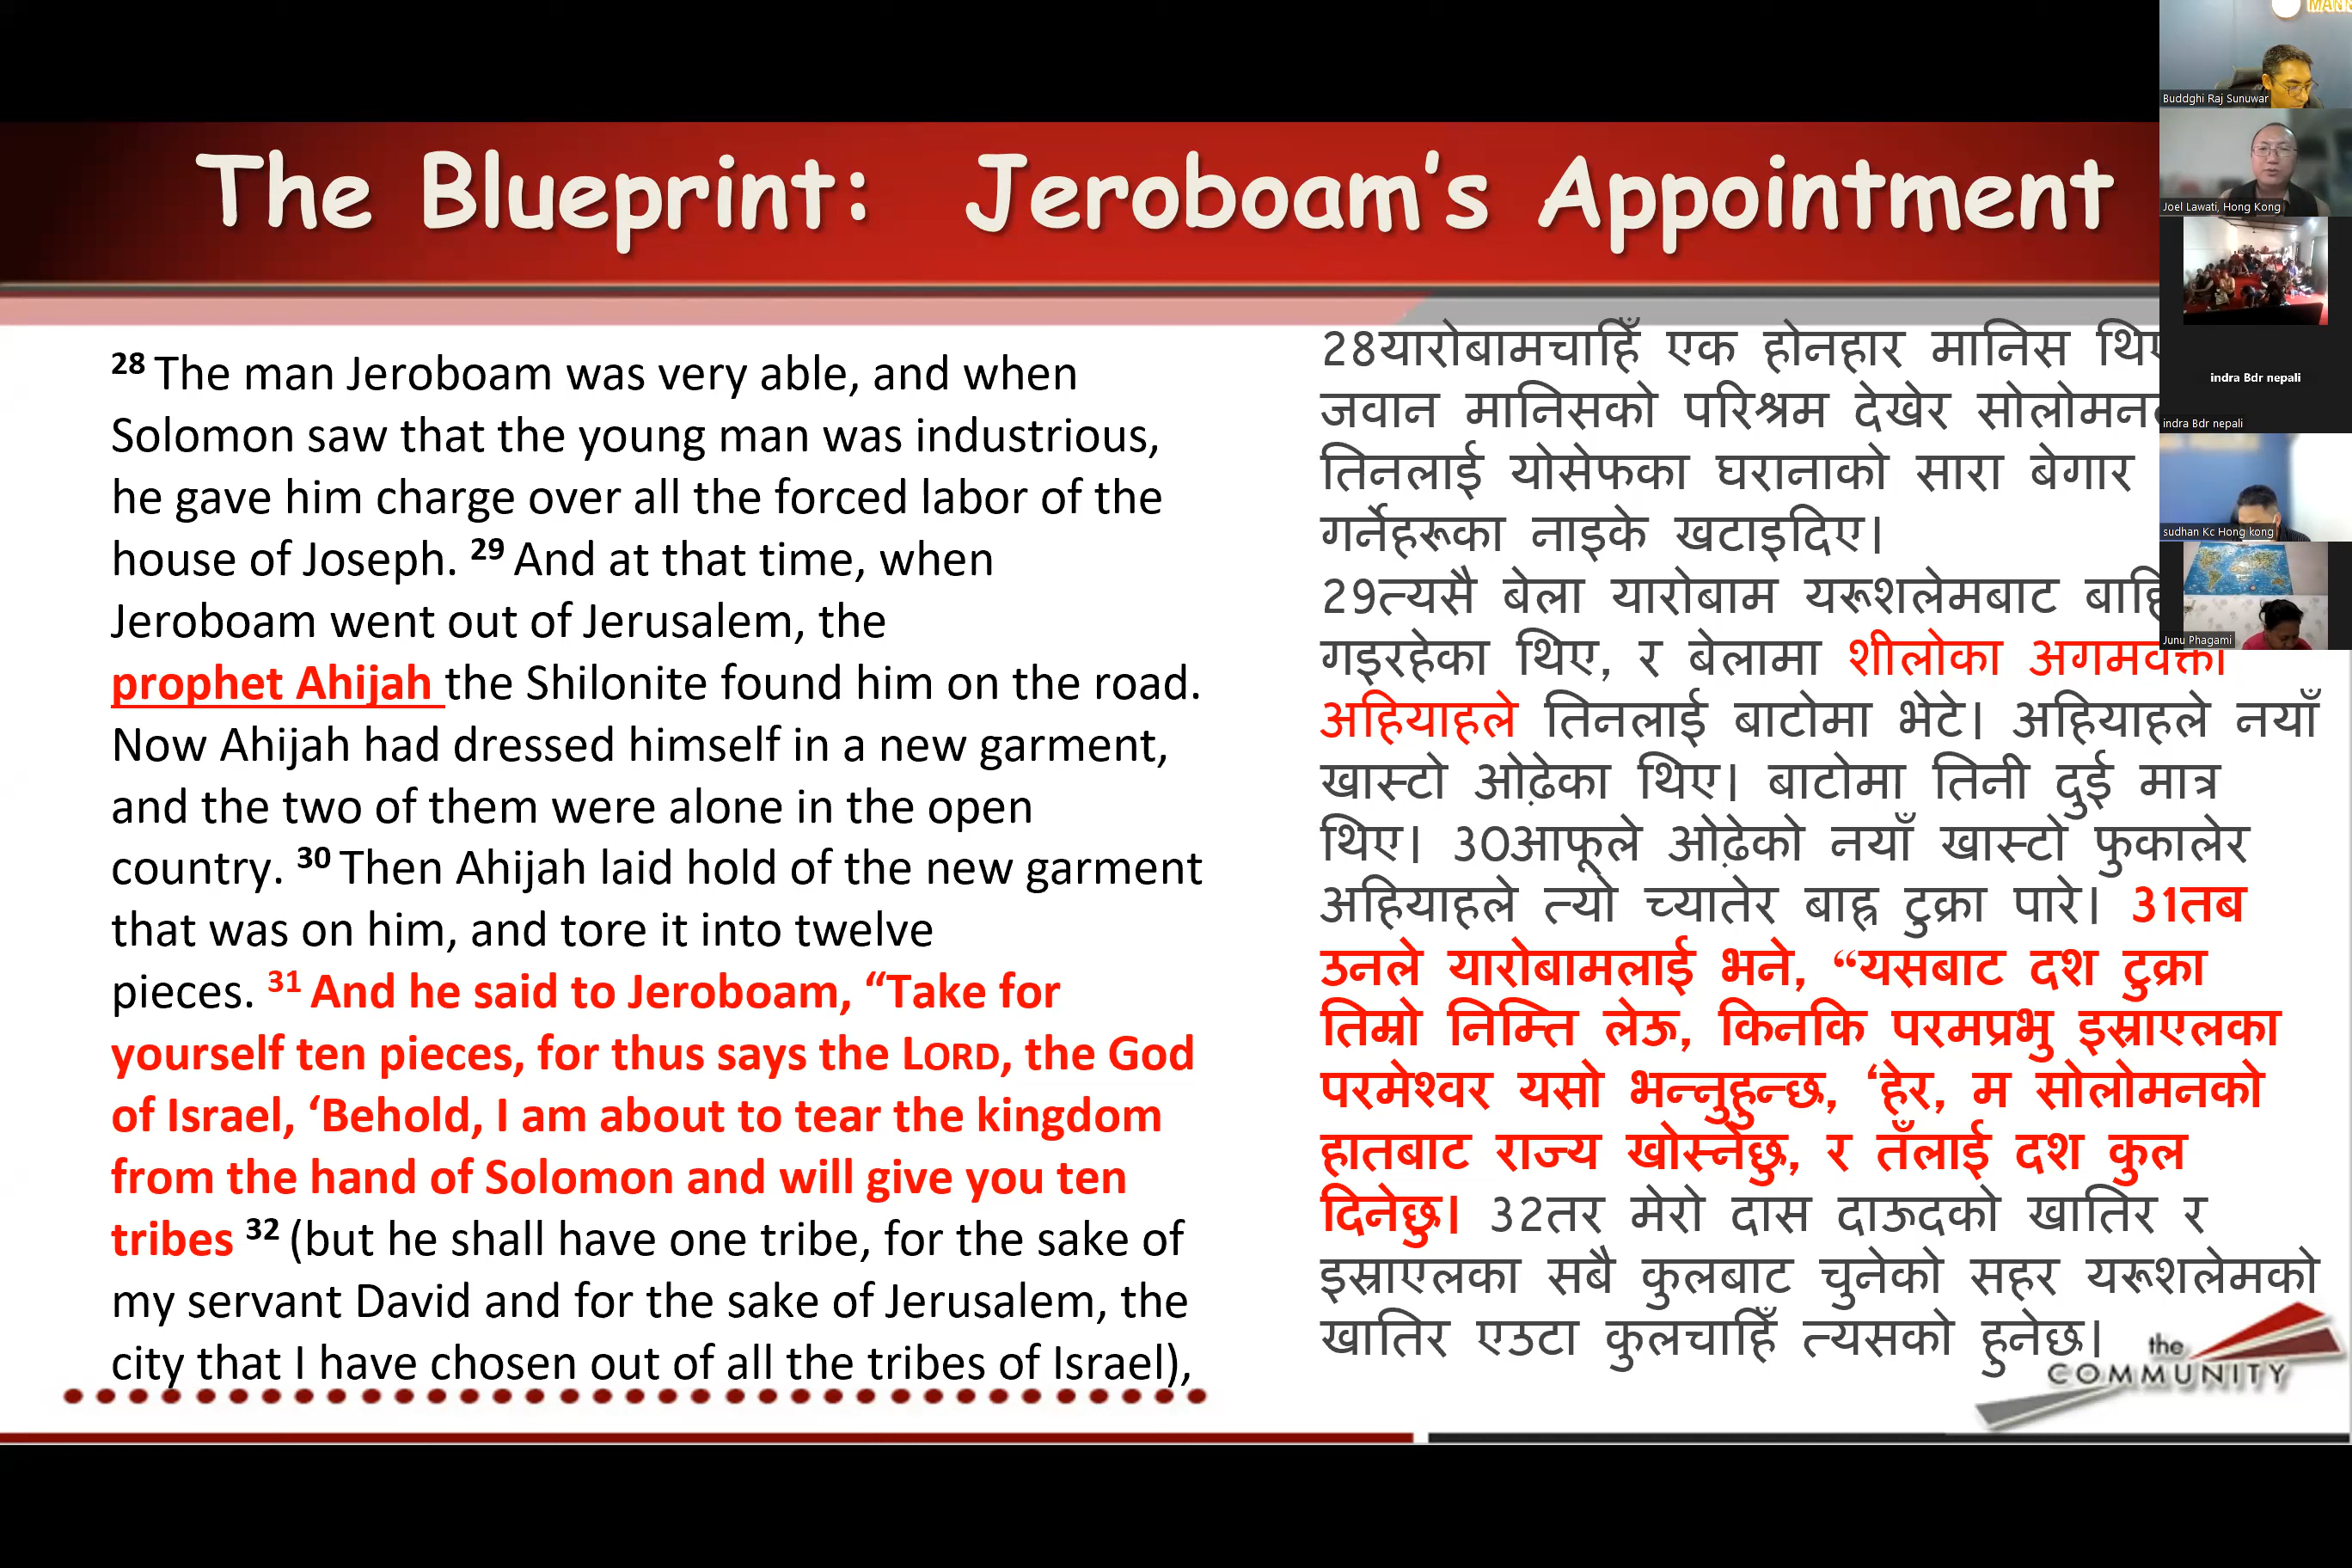 The Blueprint: Jeroboam's Appointment
28 The man Jeroboam was very able, and when
Solomon saw that the young man was industrious,
he gave him charge over all the forced labor of the
house of Joseph. 29 And at that time, when
Jeroboam went out of Jerusalem, the
prophet Ahijah the Shilonite found him on the road.
Now Ahijah had dressed himself in a new garment,
and the two of them were alone in the open
country. 30 Then Ahijah laid hold of the new garment
that was on him, and tore it into twelve
pieces. 31 And he said to Jeroboam, “Take for
yourself ten pieces, for thus says the LORD, the God
of Israel, ‘Behold, I am about to tear the kingdom
from the hand of Solomon and will give you ten
tribes 32 (but he shall have one tribe, for the sake of
my servant David and for the sake of Jerusalem, the
city that I have chosen out of all the tribes of Israel),
28यारोबामचाहिँ एक होनहार मानिस
जवान मानिसको परिश्रम देखेर
तिनलाई योसेफका घरानाको सारा बेगार
गर्नेहरूका नाइके खटाइदिए।
29त्यसै बेला यारोबाम यरूशलेमबाट
गइरहेका थिए, र बेलामा शीलोका अगमवक्ता
अहियाहले तिनलाई बाटोमा भेटे। अहियाहले नयाँ
खास्टो ओढ़ेका थिए। बाटोमा तिनी दुई मात्र
थिए। 30आफूले ओढ़ेको नयाँ खास्टो फुकालेर
अहियाहले त्यो च्यातेर बाह्र टुक्रा पारे। 31तब
उनले यारोबामलाई भने, “यसबाट दश टुक्रा
तिम्रो निम्ति लेऊ, किनकि परमप्रभु इस्राएलका
परमेश्वर यसो भन्नुहुन्छ, ‘हेर, म सोलोमनको
हातबाट राज्य खोस्नेछु, र तँलाई दश कुल
दिनेछु। 32तर मेरो दास दाऊदको खातिर र
इस्राएलका सबै कुलबाट चुनेको सहर यरूशलेमको
खातिर एउटा कुलचाहिँ त्यसको हुनेछ।
the
COMMUNITY
Buddghi Raj Sunuwar
Joel Lawati, Hong Kong
indra Bdr nepali
indra Bdr nepali
sudhan Kc Hong kong
Junu Phagami